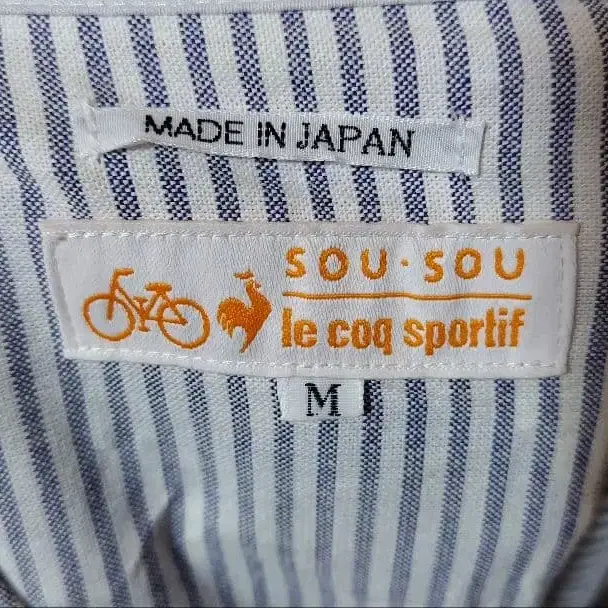 MADE IN JAPAN
SOU・SOU
le coq sportif
M